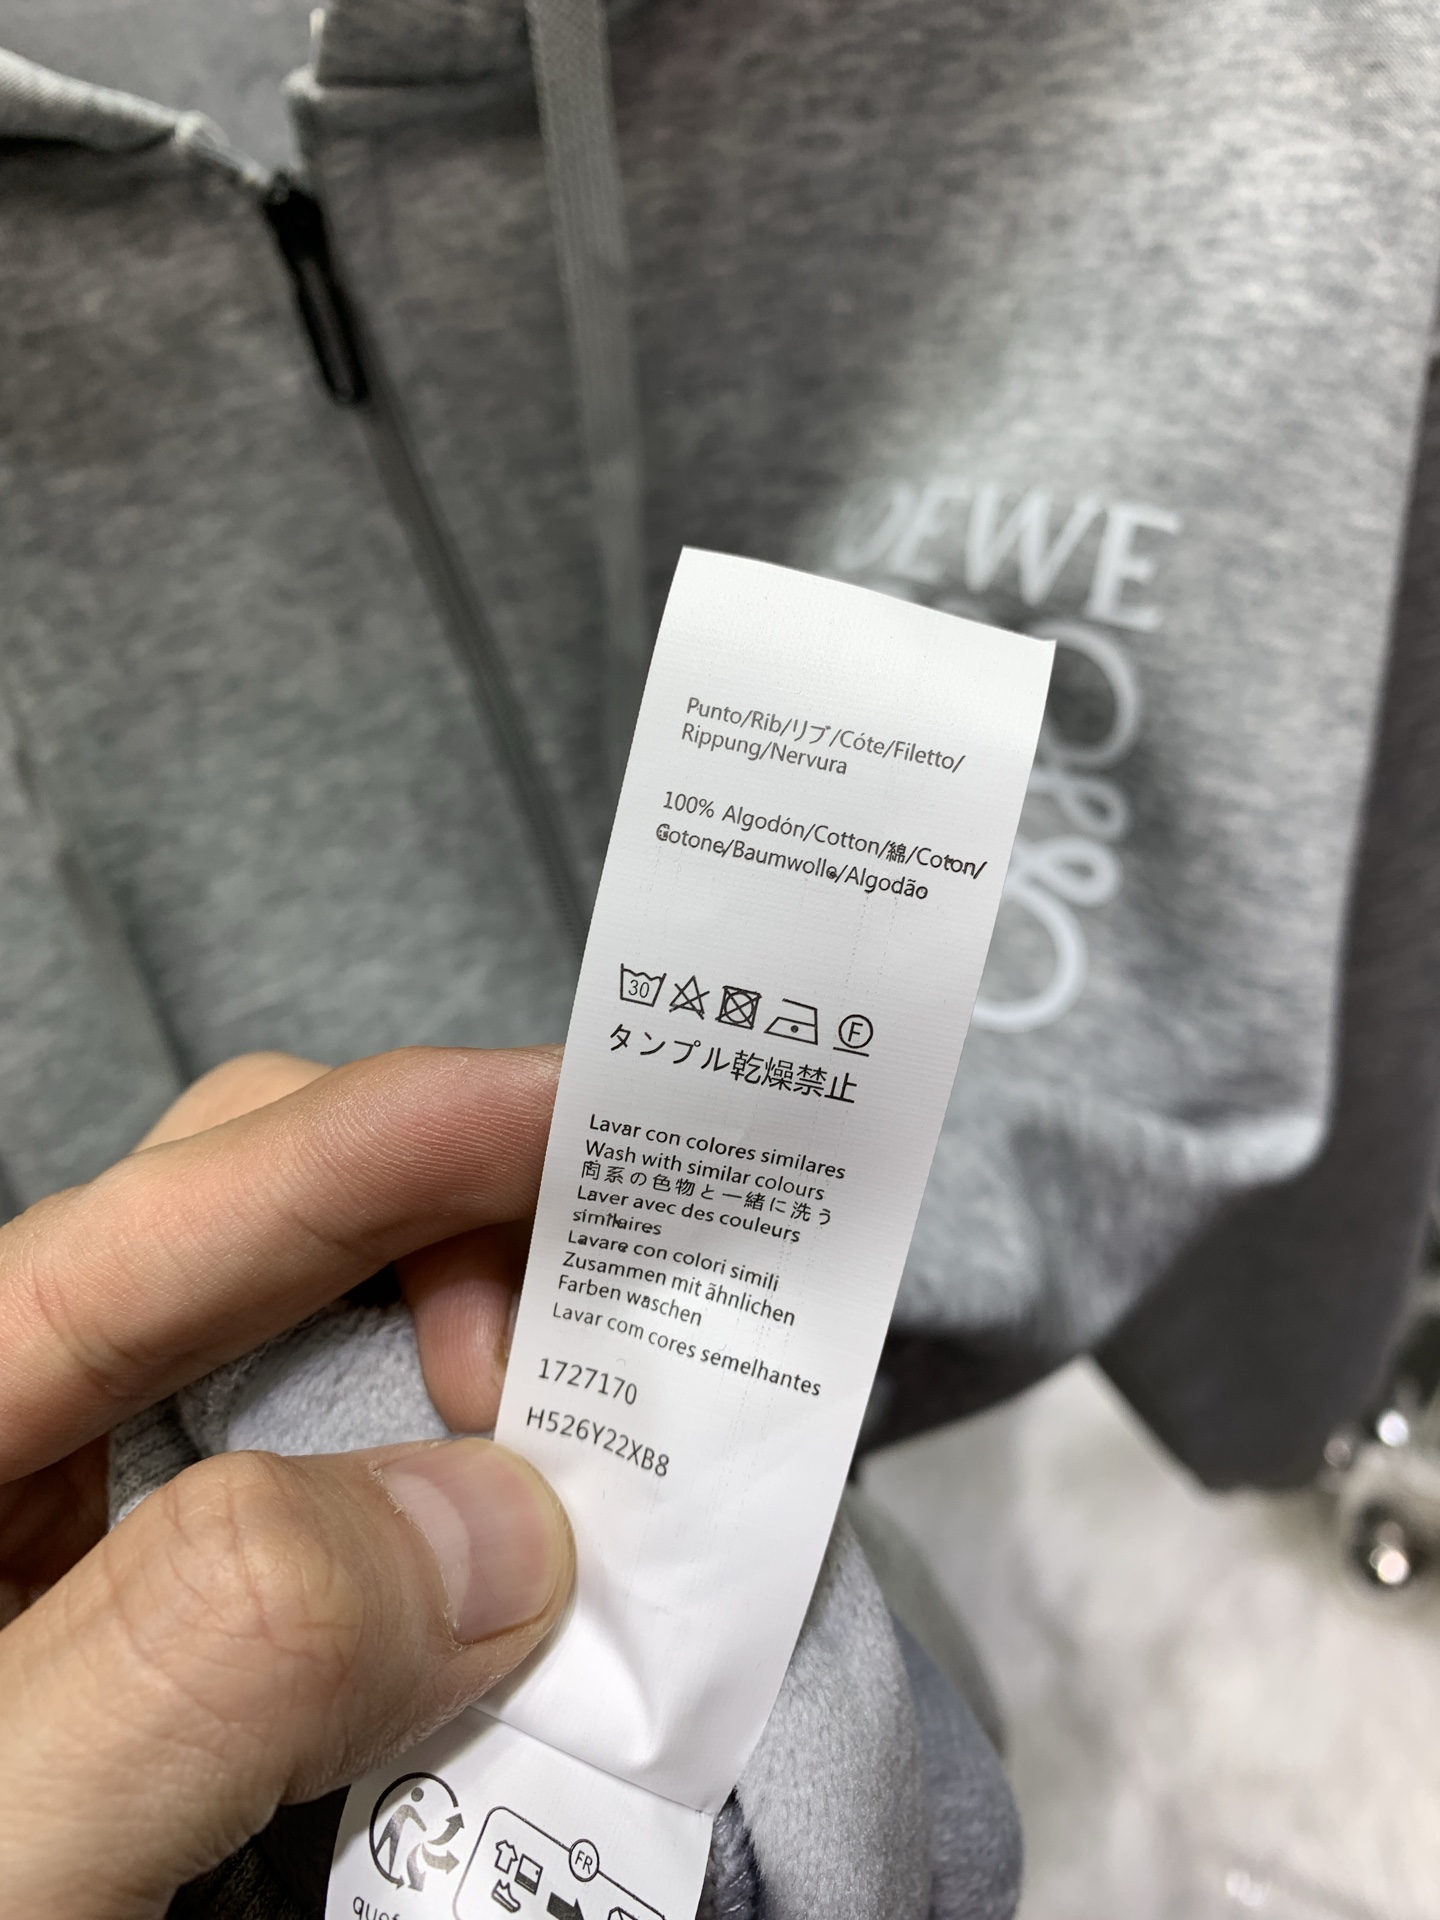 OEWE
Punto/Rib/リブ/Cóte/Filetto/
Rippung/Nervura
100% Algodón/Cotton/綿/Coton/
Cotone/Baumwolle/Algodão
30
F
タンプル乾燥禁止
Lavar con colores similares
Wash with similar colours
同系の色物と一緒に洗う
Laver avec des couleurs
similaires
Lavare con colori simili
Zusammen mit ãhnlichen
Farben waschen
Lavar com cores semelhantes
1727170
H526Y22XB8
FR